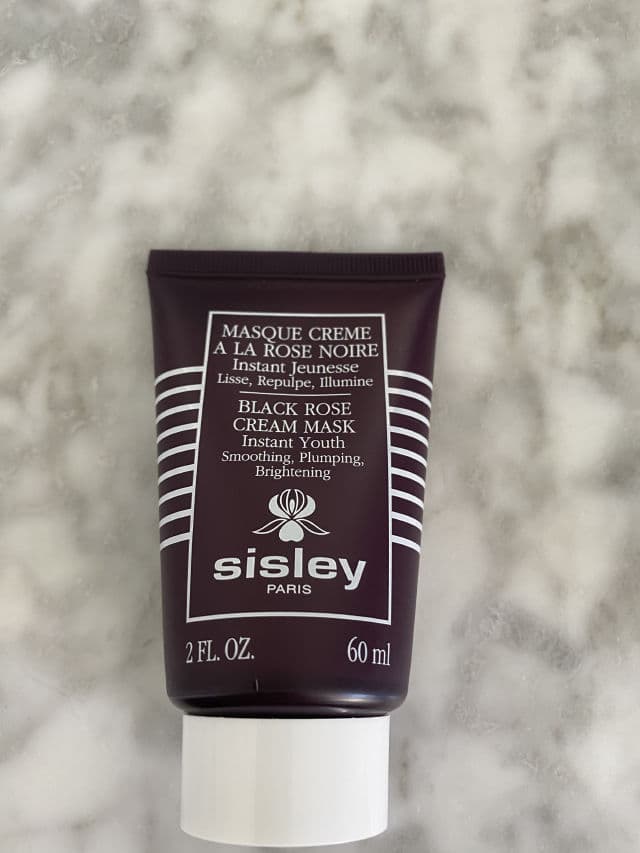 MASQUE CREME
A LA ROSE NOIRE
Instant Jeunesse
Lisse, Repulpe, Illumine
BLACK ROSE
CREAM MASK
Instant Youth
Smoothing, Plumping,
Brightening
sisley
PARIS
2 FL. OZ. 60 ml